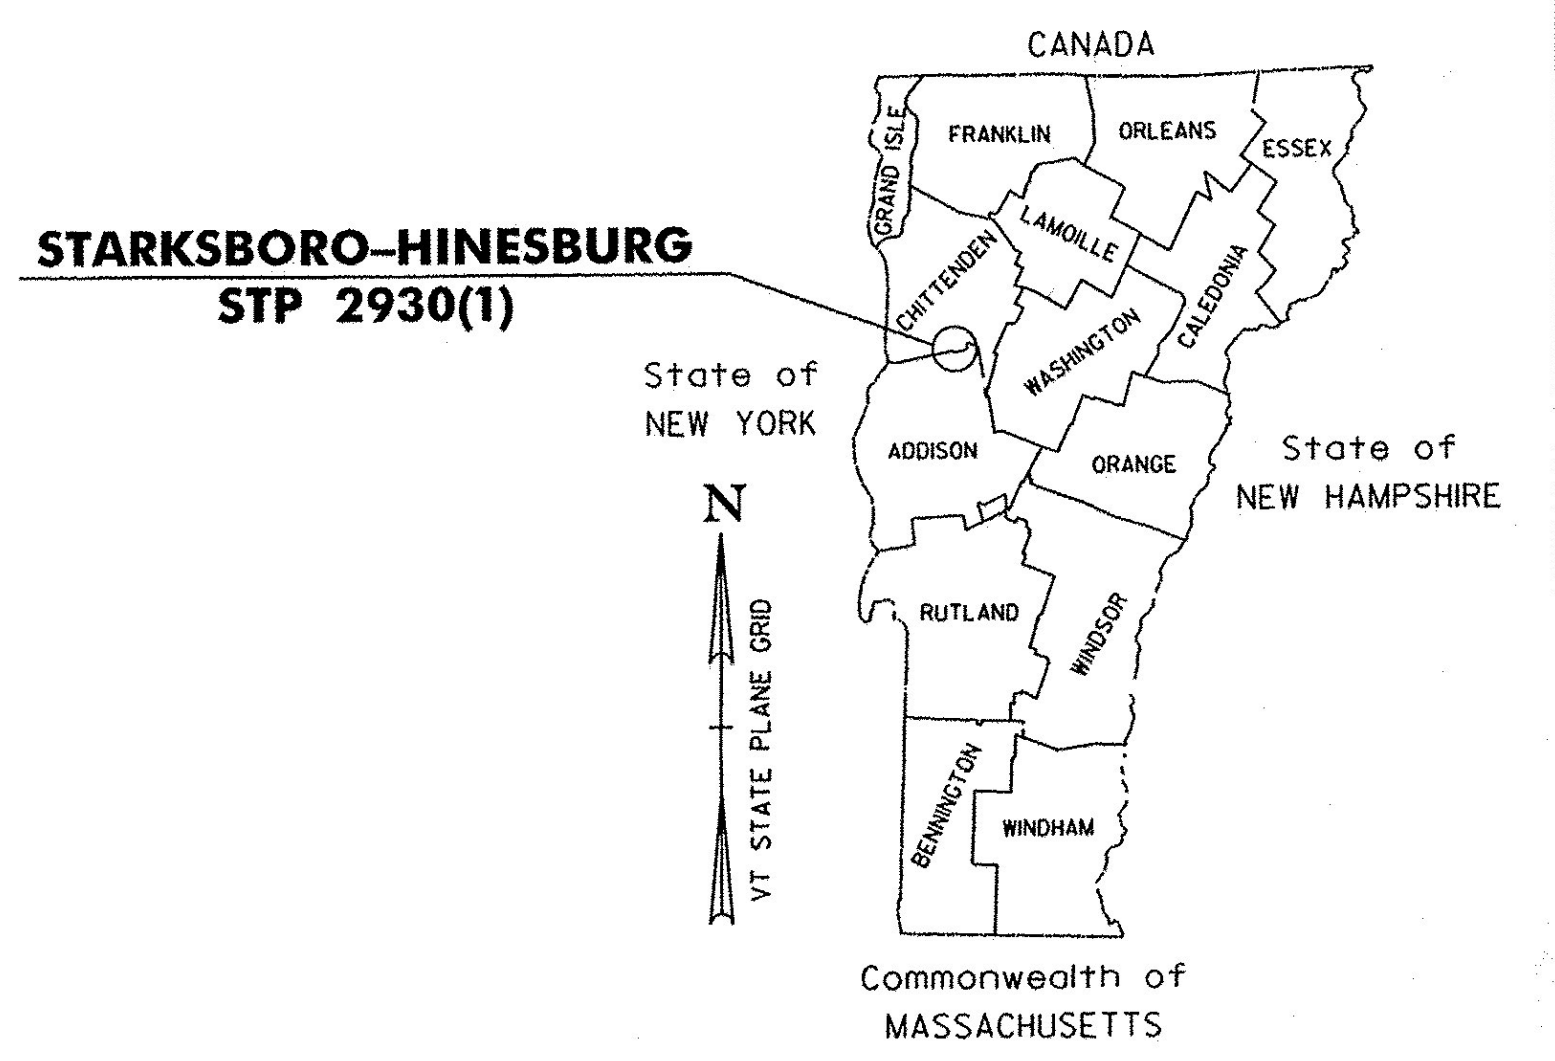 CANADA
FRANKLIN
ORLEANS
ESSEX
GRAND ISLE
LAMOILLE
STARKSBORO–HINESBURG
STP 2930(1)
CHITTENDEN
CALEDONIA
WASHINGTON
State of
NEW YORK
ADDISON
ORANGE
State of
NEW HAMPSHIRE
N
VT STATE PLANE GRID
RUTLAND
WINDSOR
BENNINGTON
WINDHAM
Commonwealth of
MASSACHUSETTS